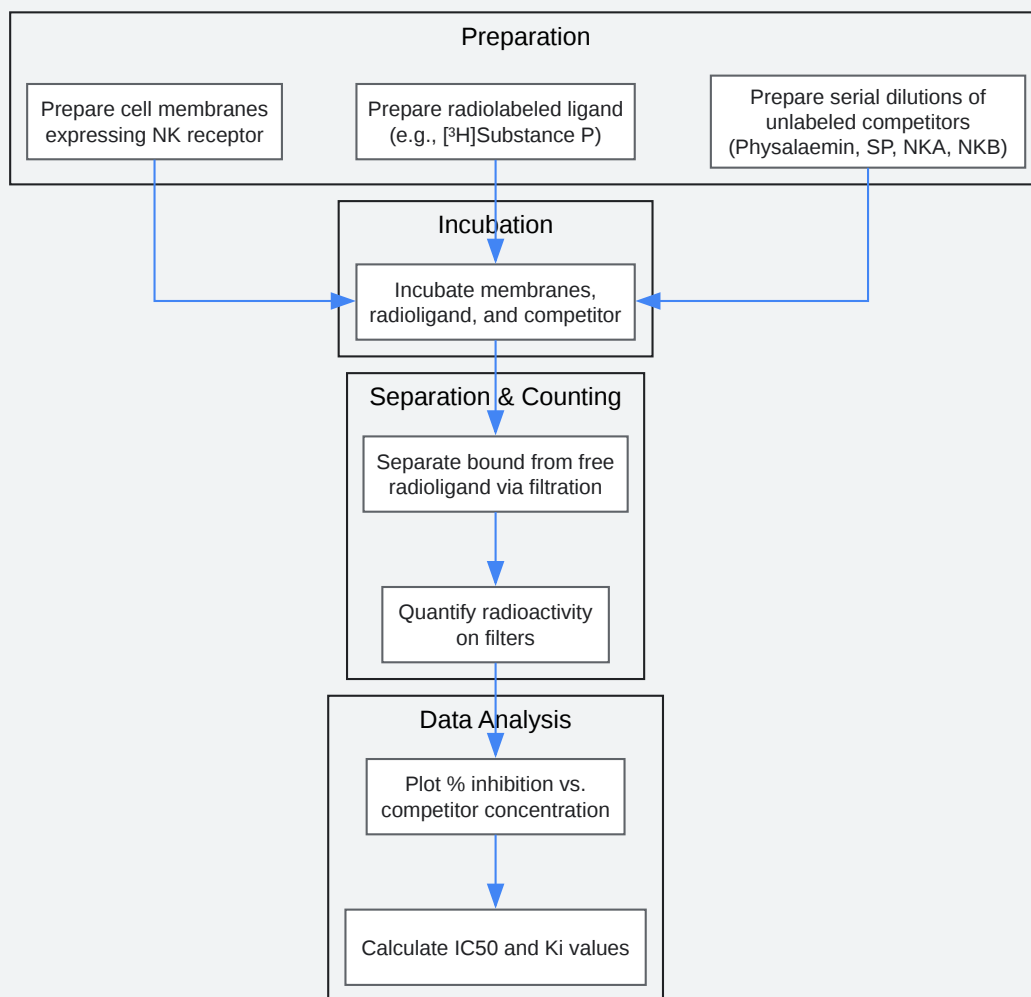 Preparation
Prepare cell membranes
expressing NK receptor
Prepare radiolabeled ligand
(e.g., [³H]Substance P)
Prepare serial dilutions of
unlabeled competitors
(Physalaemin, SP, NKA, NKB)
Incubation
Incubate membranes,
radioligand, and competitor
Separation & Counting
Separate bound from free
radioligand via filtration
Quantify radioactivity
on filters
Data Analysis
Plot % inhibition vs.
competitor concentration
Calculate IC50 and Ki values